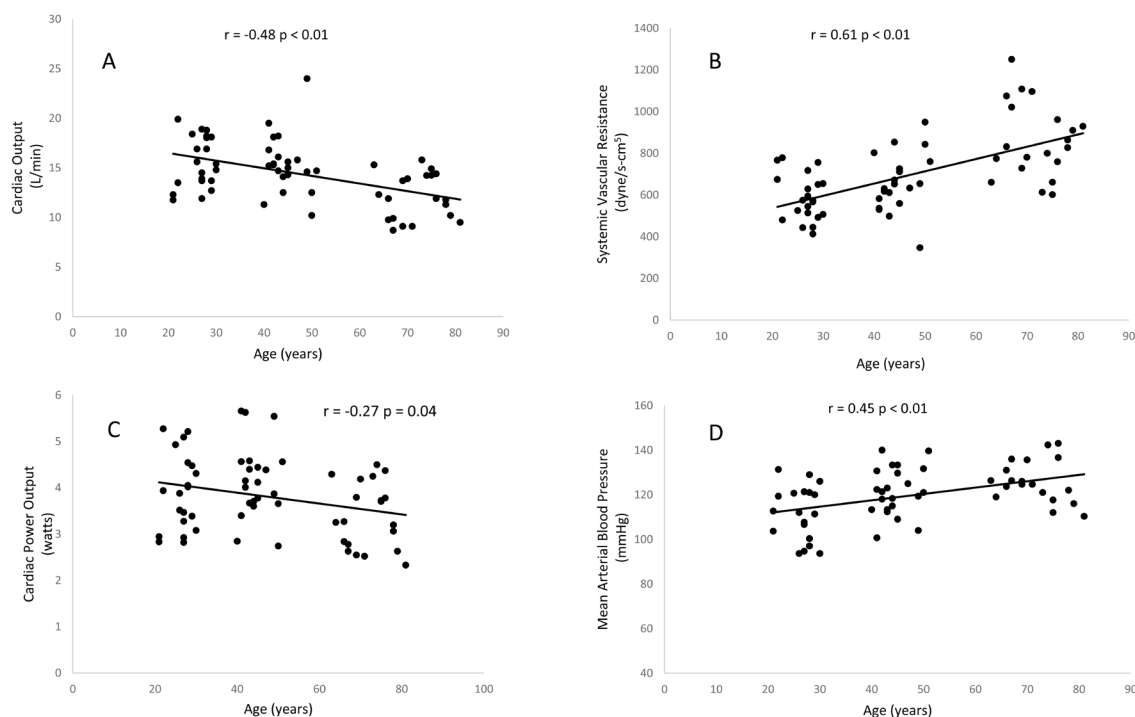 A
r = -0.48 p < 0.01
Cardiac Output
(L/min)
30
25
20
15
10
5
0
0 10 20 30 40 50 60 70 80 90
Age (years)
B
r = 0.61 p < 0.01
Systemic Vascular Resistance
(dyne/s-cm⁵)
1400
1200
1000
800
600
400
200
0
0 10 20 30 40 50 60 70 80 90
Age (years)
C
r = -0.27 p = 0.04
Cardiac Power Output
(watts)
6
5
4
3
2
1
0
0 20 40 60 80 100
Age (years)
D
r = 0.45 p < 0.01
Mean Arterial Blood Pressure
(mmHg)
160
140
120
100
80
60
40
0 10 20 30 40 50 60 70 80 90
Age (years)